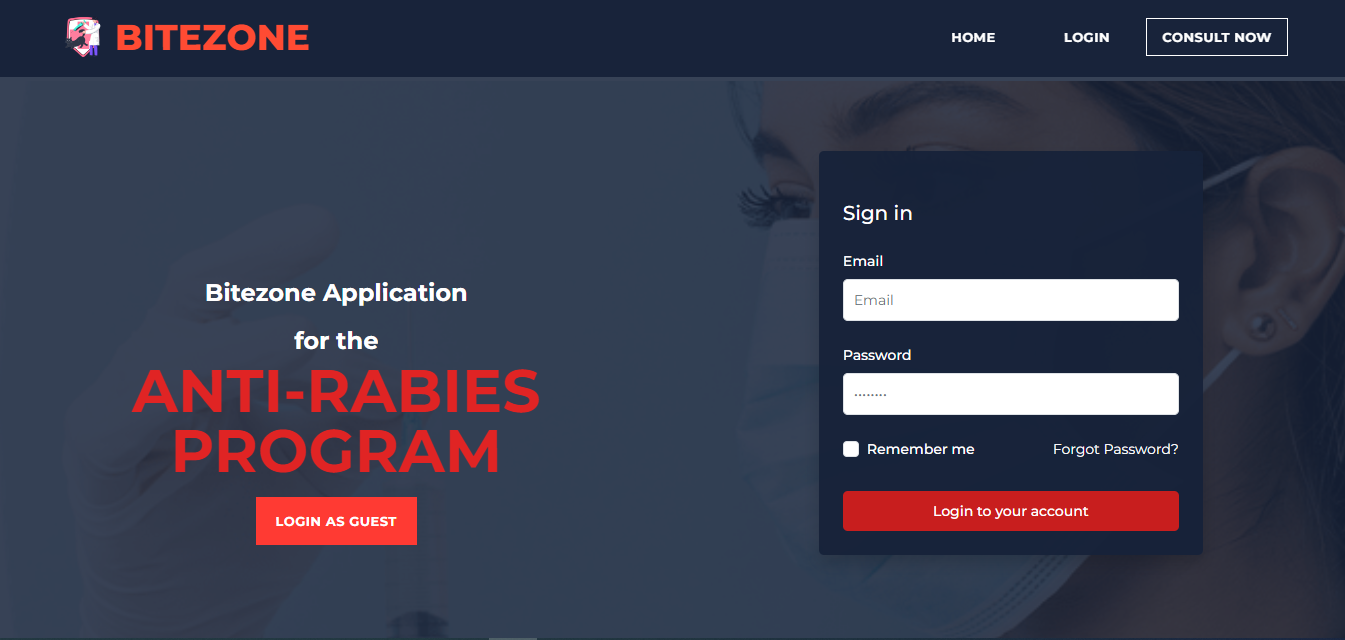 BITEZONE
HOME
LOGIN
CONSULT NOW
Bitezone Application
for the
ANTI-RABIES
PROGRAM
LOGIN AS GUEST
Sign in
Email
Email
Password
········
Remember me
Forgot Password?
Login to your account